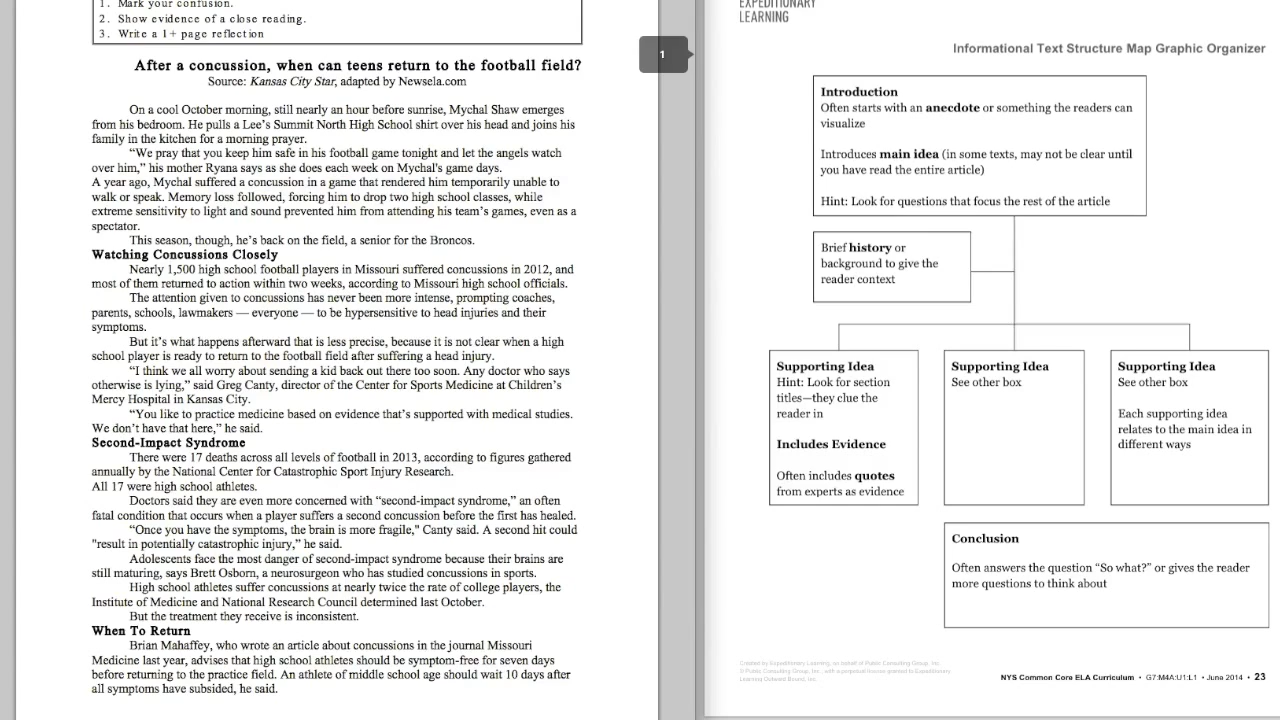 1. Mark your confusion.
2. Show evidence of a close reading.
3. Write a 1+ page reflection
After a concussion, when can teens return to the football field?
Source: Kansas City Star, adapted by Newsela.com
On a cool October morning, still nearly an hour before sunrise, Mychal Shaw emerges
from his bedroom. He pulls a Lee's Summit North High School shirt over his head and joins his
family in the kitchen for a morning prayer.
“We pray that you keep him safe in his football game tonight and let the angels watch
over him,” his mother Ryana says as she does each week on Mychal's game days.
A year ago, Mychal suffered a concussion in a game that rendered him temporarily unable to
walk or speak. Memory loss followed, forcing him to drop two high school classes, while
extreme sensitivity to light and sound prevented him from attending his team’s games, even as a
spectator.
This season, though, he’s back on the field, a senior for the Broncos.
Watching Concussions Closely
Nearly 1,500 high school football players in Missouri suffered concussions in 2012, and
most of them returned to action within two weeks, according to Missouri high school officials.
The attention given to concussions has never been more intense, prompting coaches,
parents, schools, lawmakers — everyone — to be hypersensitive to head injuries and their
symptoms.
But it’s what happens afterward that is less precise, because it is not clear when a high
school player is ready to return to the football field after suffering a head injury.
“I think we all worry about sending a kid back out there too soon. Any doctor who says
otherwise is lying,” said Greg Canty, director of the Center for Sports Medicine at Children’s
Mercy Hospital in Kansas City.
“You like to practice medicine based on evidence that’s supported with medical studies.
We don’t have that here,” he said.
Second-Impact Syndrome
There were 17 deaths across all levels of football in 2013, according to figures gathered
annually by the National Center for Catastrophic Sport Injury Research.
All 17 were high school athletes.
Doctors said they are even more concerned with “second-impact syndrome,” an often
fatal condition that occurs when a player suffers a second concussion before the first has healed.
“Once you have the symptoms, the brain is more fragile," Canty said. A second hit could
"result in potentially catastrophic injury,” he said.
Adolescents face the most danger of second-impact syndrome because their brains are
still maturing, says Brett Osborn, a neurosurgeon who has studied concussions in sports.
High school athletes suffer concussions at nearly twice the rate of college players, the
Institute of Medicine and National Research Council determined last October.
But the treatment they receive is inconsistent.
When To Return
Brian Mahaffey, who wrote an article about concussions in the journal Missouri
Medicine last year, advises that high school athletes should be symptom-free for seven days
before returning to the playing field. An athlete of middle school age should wait 10 days after
all symptoms have subsided, he said.
1
EXPEDITIONARY
LEARNING
Informational Text Structure Map Graphic Organizer
Introduction
Often starts with an anecdote or something the readers can
visualize
Introduces main idea (in some texts, may not be clear until
you have read the entire article)
Hint: Look for questions that focus the rest of the article
Brief history or
background to give the
reader context
Supporting Idea
Hint: Look for section
titles—they clue the
reader in
Includes Evidence
Often includes quotes
from experts as evidence
Supporting Idea
See other box
Supporting Idea
See other box
Each supporting idea
relates to the main idea in
different ways
Conclusion
Often answers the question “So what?” or gives the reader
more questions to think about
Created by Expeditionary Learning, on behalf of Public Consulting Group, Inc.
© Public Consulting Group, Inc., with a perpetual license granted to Expeditionary
Learning Outward Bound, Inc.
NYS Common Core ELA Curriculum • G7:M4A:U1:L1 • June 2014 • 23